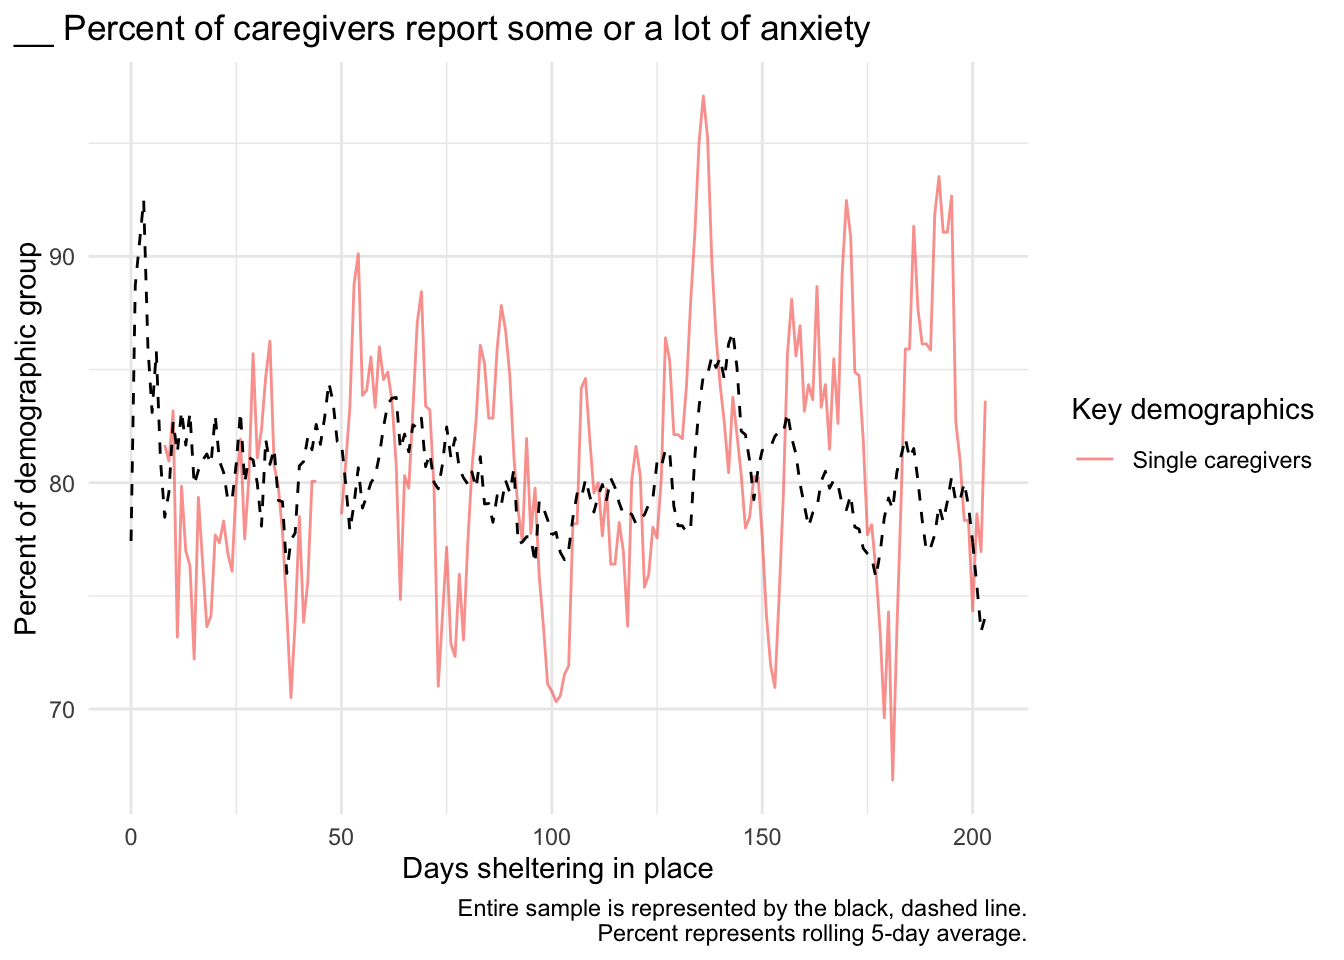 __ Percent of caregivers report some or a lot of anxiety
Percent of demographic group
90
80
70
0 50 100 150 200
Days sheltering in place
Key demographics
Single caregivers
Entire sample is represented by the black, dashed line.
Percent represents rolling 5-day average.